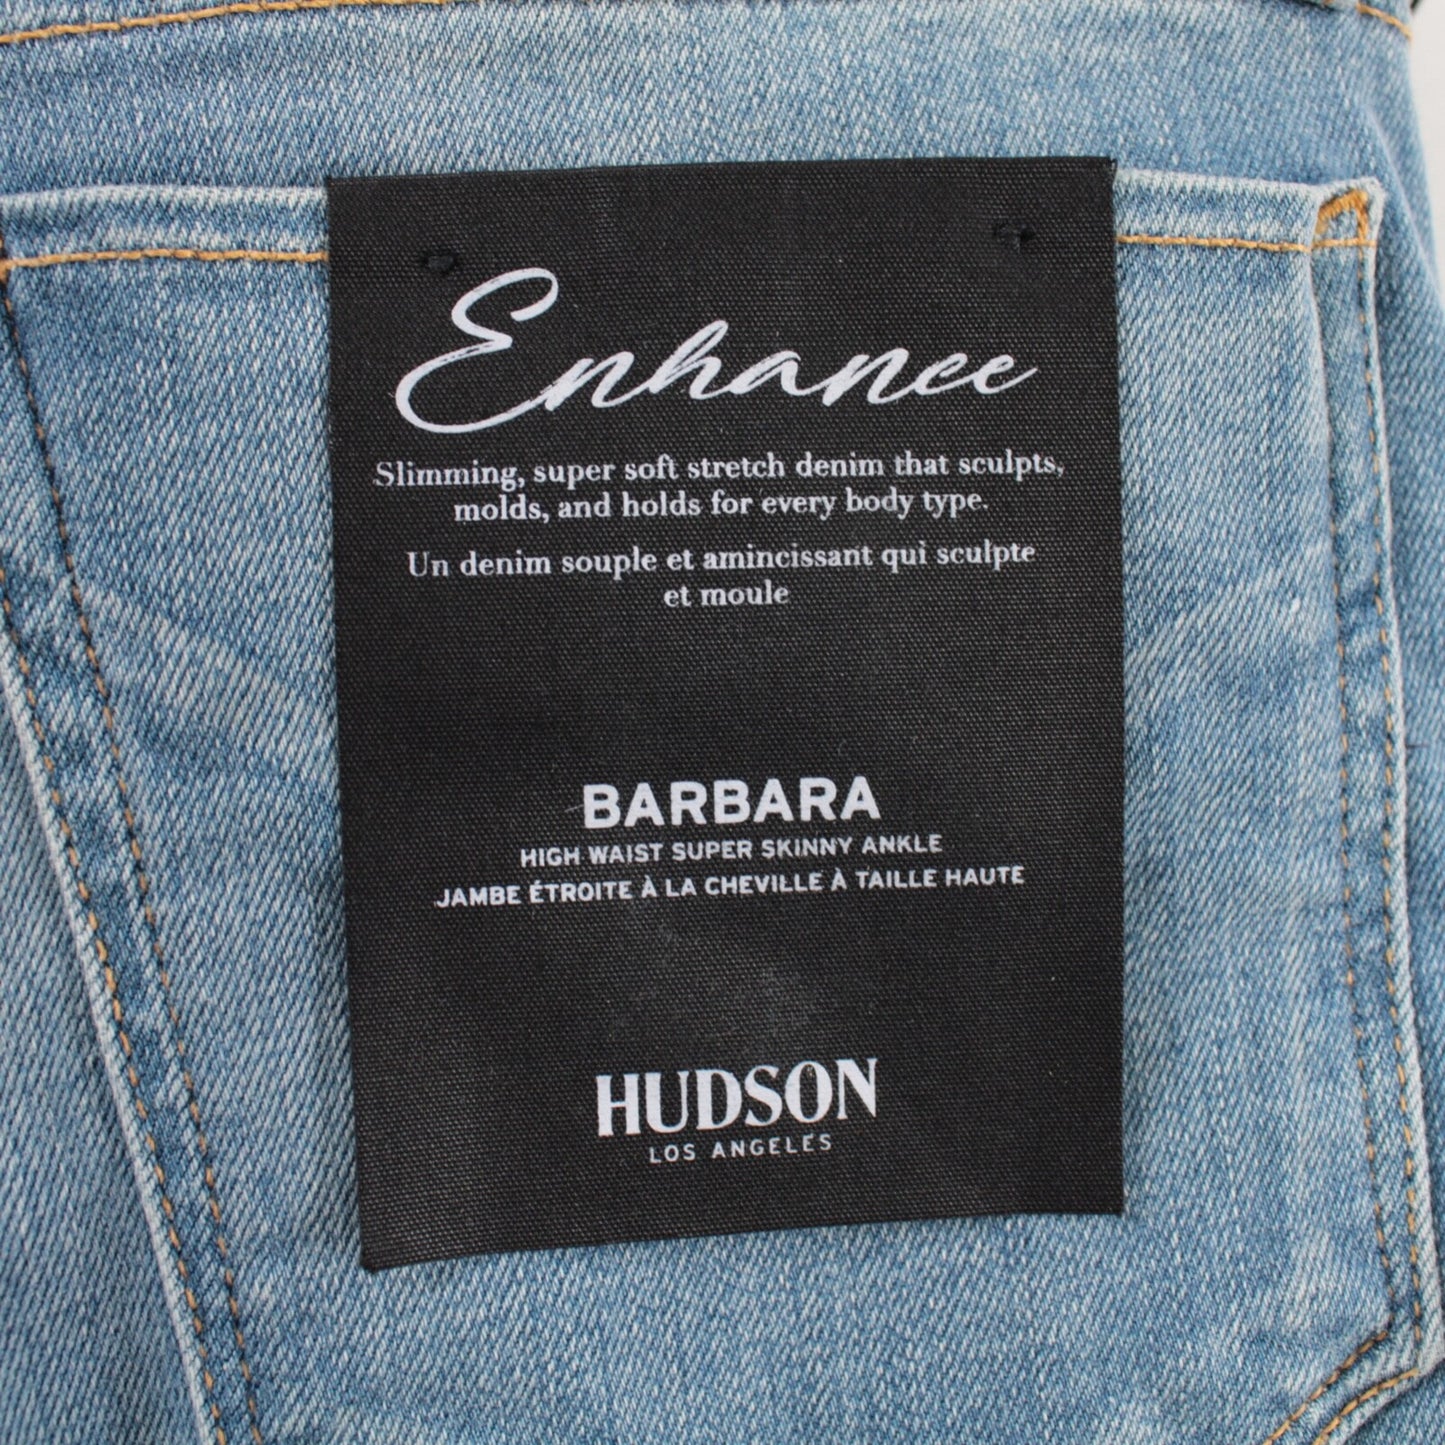 Enhance
Slimming, super soft stretch denim that sculpts,
molds, and holds for every body type.
Un denim souple et amincissant qui sculpte
et moule
BARBARA
HIGH WAIST SUPER SKINNY ANKLE
JAMBE ÉTROITE À LA CHEVILLE À TAILLE HAUTE
HUDSON
LOS ANGELES